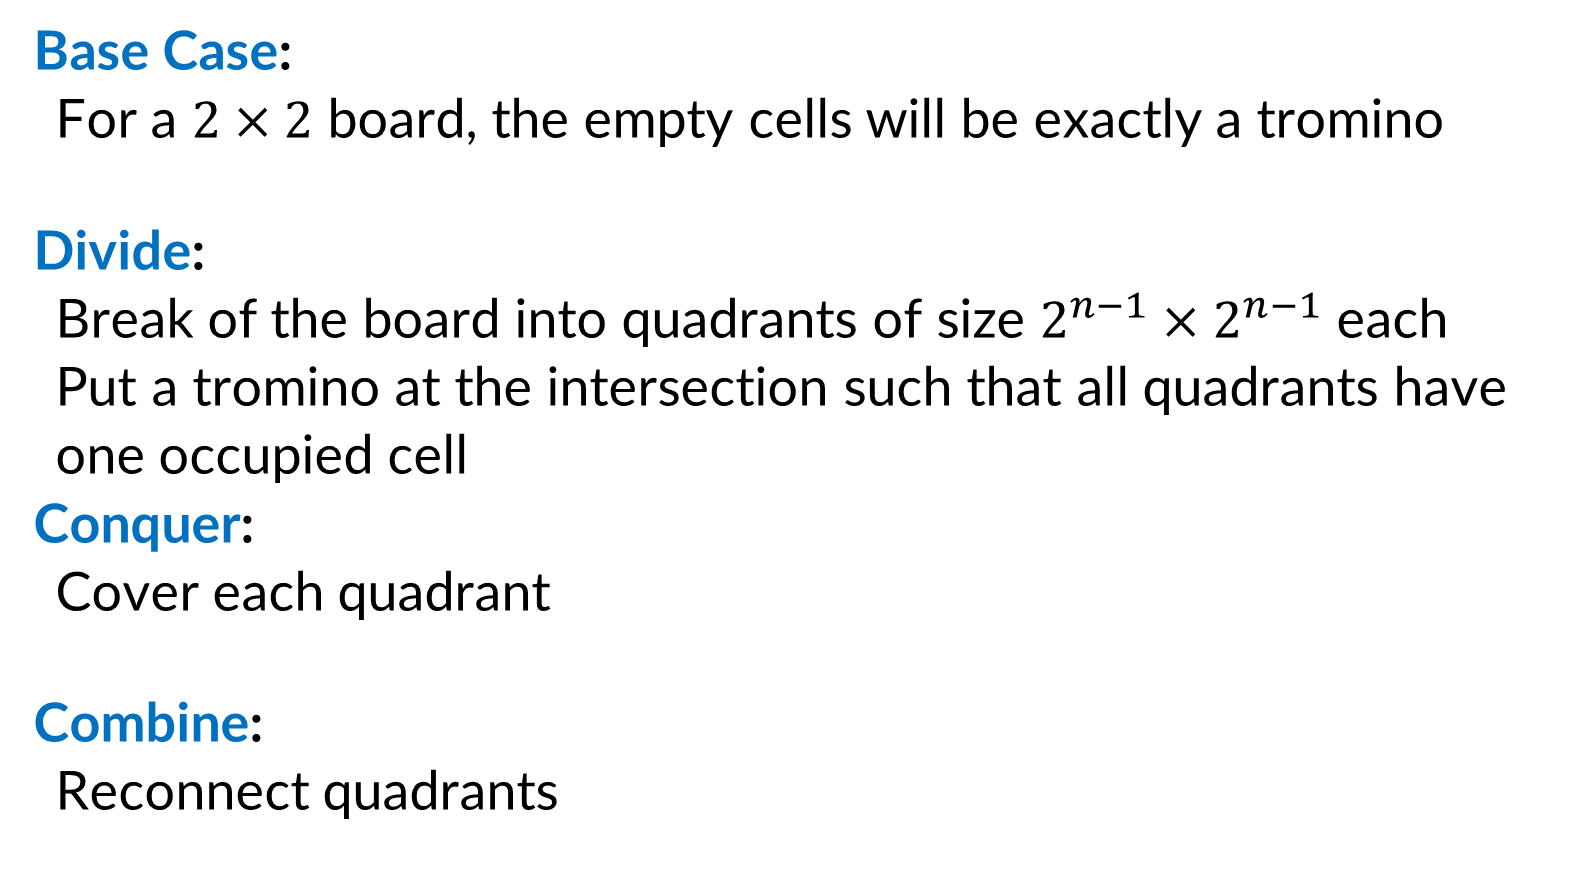 Base Case:
For a 2 × 2 board, the empty cells will be exactly a tromino
Divide:
Break of the board into quadrants of size 2^{n−1} × 2^{n−1} each
Put a tromino at the intersection such that all quadrants have
one occupied cell
Conquer:
Cover each quadrant
Combine:
Reconnect quadrants